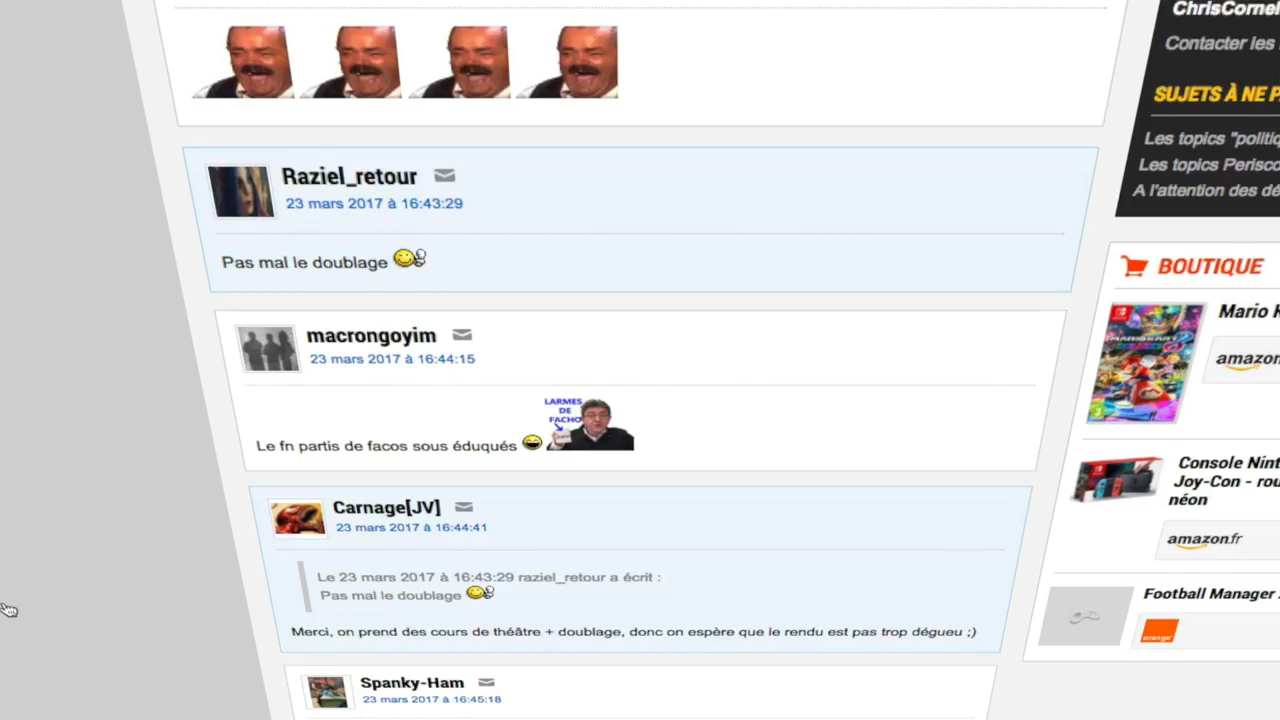 ChrisCornel
Contacter les
SUJETS À NE P
Les topics "politiq
Les topics Perisco
A l'attention des dé
Raziel_retour
23 mars 2017 à 16:43:29
Pas mal le doublage
macrongoyim
23 mars 2017 à 16:44:15
LARMES
DE
FACHO
Le fn partis de facos sous éduqués
Carnage[JV]
23 mars 2017 à 16:44:41
Le 23 mars 2017 à 16:43:29 raziel_retour a écrit :
Pas mal le doublage
Merci, on prend des cours de théâtre + doublage, donc on espère que le rendu est pas trop dégueu ;)
Spanky-Ham
23 mars 2017 à 16:45:18
BOUTIQUE
Mario K
amazon
Console Nint
Joy-Con - rou
néon
amazon.fr
Football Manager
orange